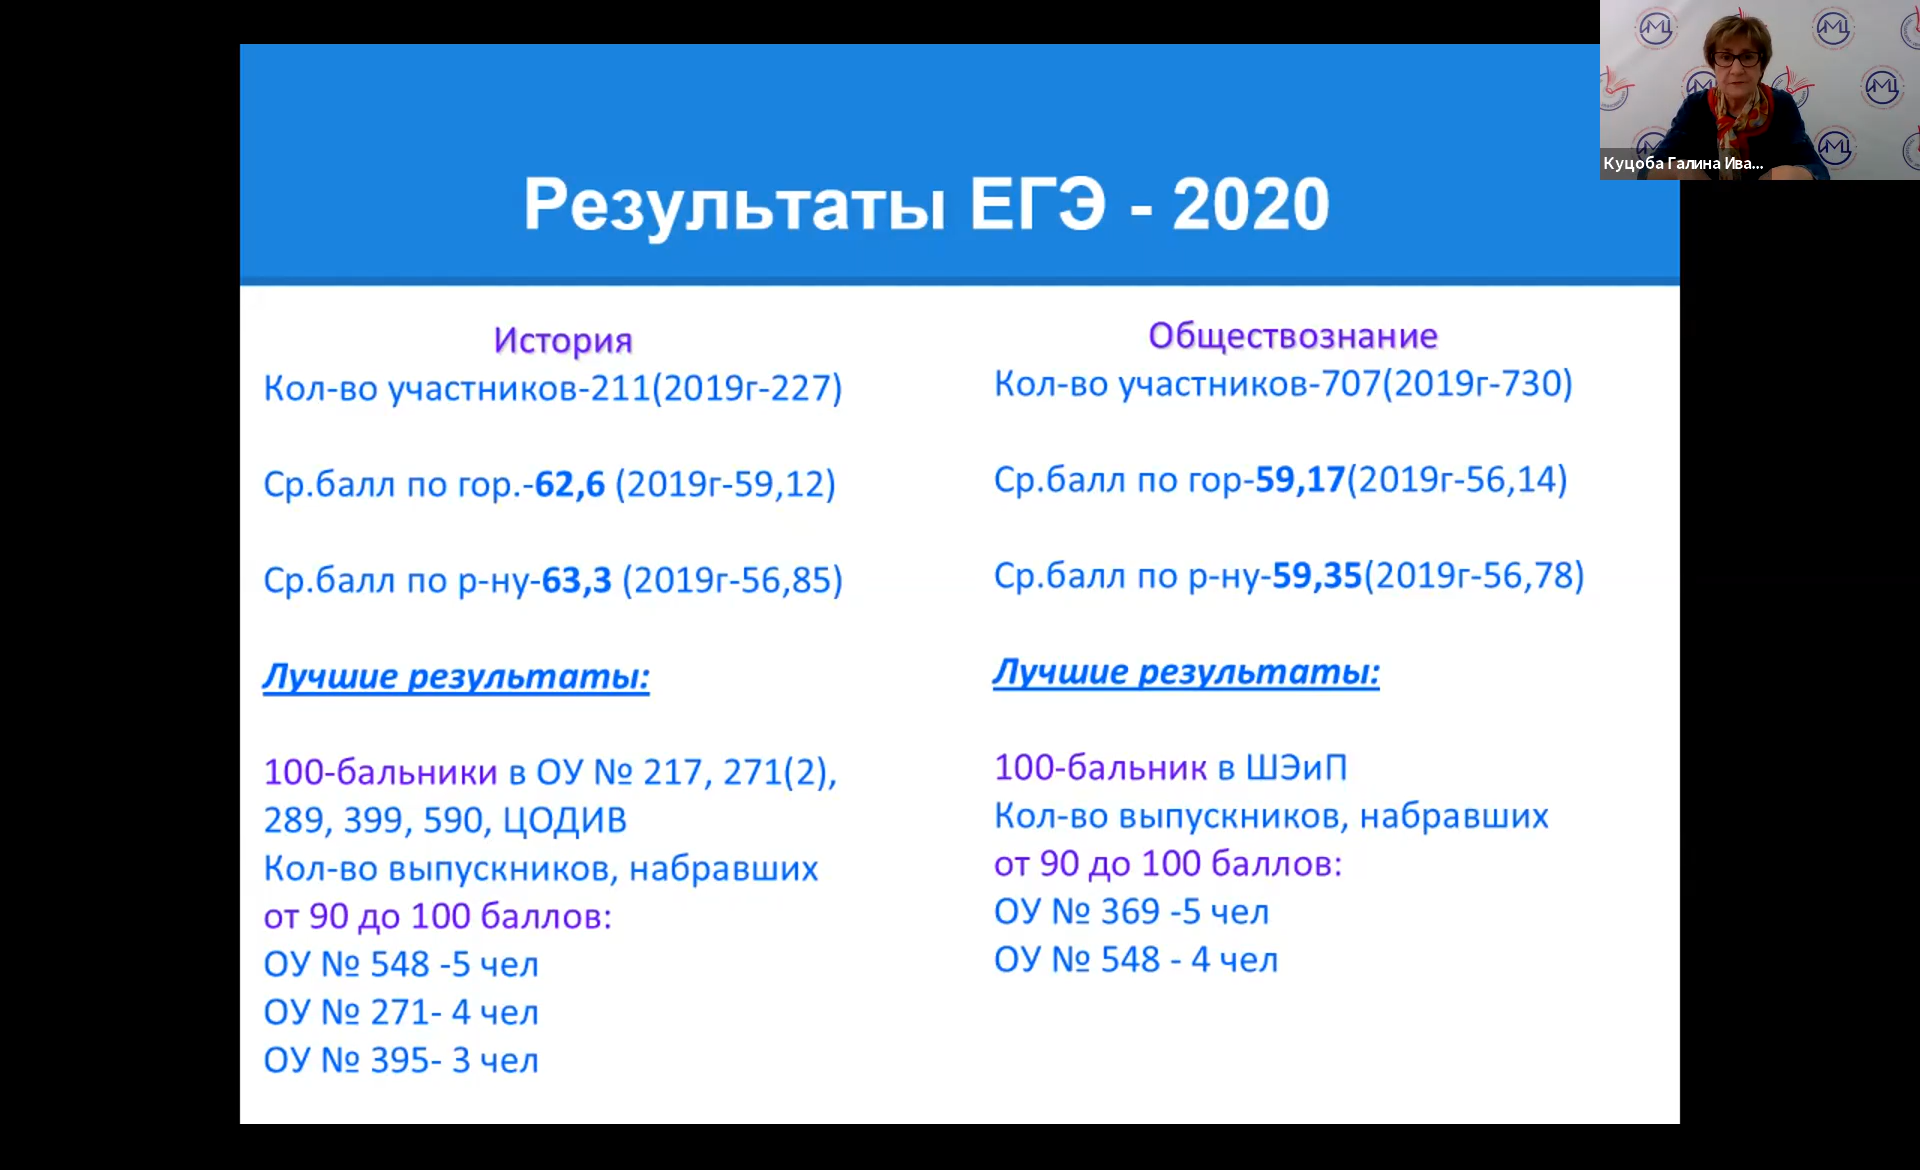 Результаты ЕГЭ - 2020
Куцоба Галина Ива...
История
Кол-во участников-211(2019г-227)
Ср.балл по гор.-62,6 (2019г-59,12)
Ср.балл по р-ну-63,3 (2019г-56,85)
Лучшие результаты:
100-бальники в ОУ № 217, 271(2),
289, 399, 590, ЦОДИВ
Кол-во выпускников, набравших
от 90 до 100 баллов:
ОУ № 548 -5 чел
ОУ № 271- 4 чел
ОУ № 395- 3 чел
Обществознание
Кол-во участников-707(2019г-730)
Ср.балл по гор-59,17(2019г-56,14)
Ср.балл по р-ну-59,35(2019г-56,78)
Лучшие результаты:
100-бальник в ШЭиП
Кол-во выпускников, набравших
от 90 до 100 баллов:
ОУ № 369 -5 чел
ОУ № 548 - 4 чел